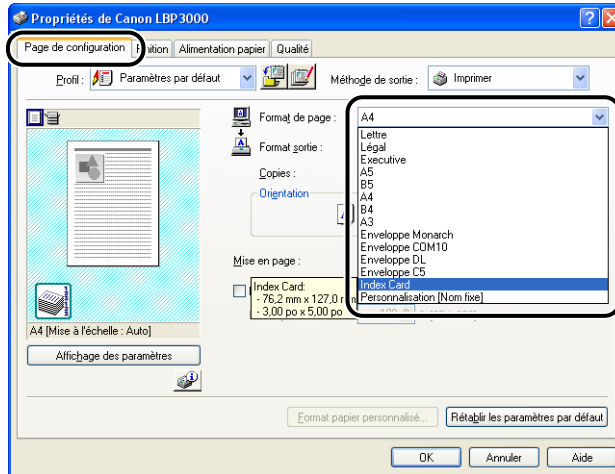 Propriétés de Canon LBP3000
Page de configuration Finition Alimentation papier Qualité
Profil : Paramètres par défaut Méthode de sortie : Imprimer
Format de page : A4
Lettre
Légal
Executive
A5
B5
A4
B4
A3
Enveloppe Monarch
Enveloppe COM10
Enveloppe DL
Enveloppe C5
Index Card
Personnalisation [Nom fixe]
Format sortie :
Copies :
Orientation
Mise en page :
Index Card:
- 76,2 mm x 127,0
- 3,00 po x 5,00 po
A4 [Mise à l'échelle : Auto]
Affichage des paramètres
Format papier personnalisé...
Rétablir les paramètres par défaut
OK Annuler Aide